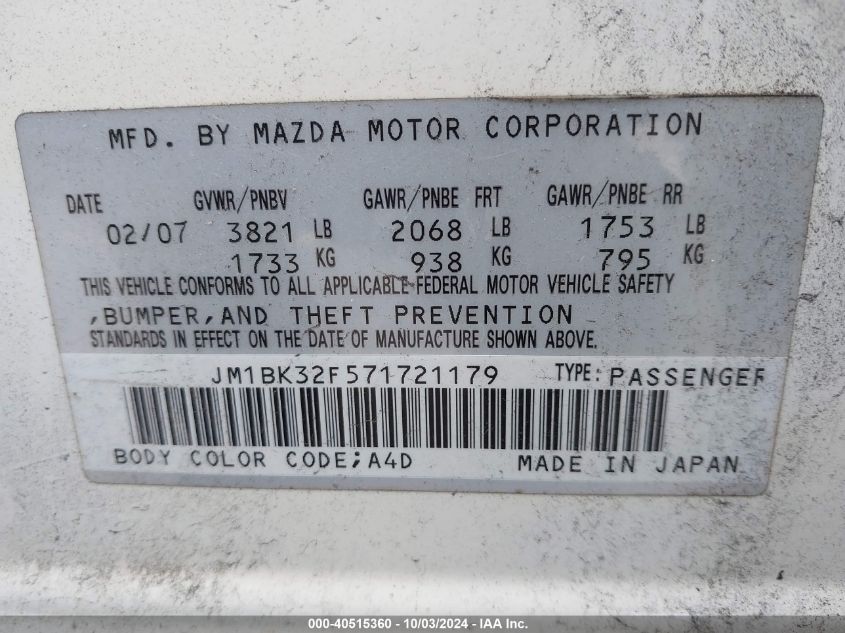 MFD. BY MAZDA MOTOR CORPORATION
DATE GVWR/PNBV GAWR/PNBE FRT GAWR/PNBE RR
02/07 3821 LB 2068 LB 1753 LB
1733 KG 938 KG 795 KG
THIS VEHICLE CONFORMS TO ALL APPLICABLE FEDERAL MOTOR VEHICLE SAFETY
,BUMPER,AND THEFT PREVENTION
STANDARDS IN EFFECT ON THE DATE OF MANUFACTURE SHOWN ABOVE.
JM1BK32F571721179 TYPE: PASSENGER
BODY COLOR CODE;A4D MADE IN JAPAN
000-40515360 - 10/03/2024 - IAA Inc.